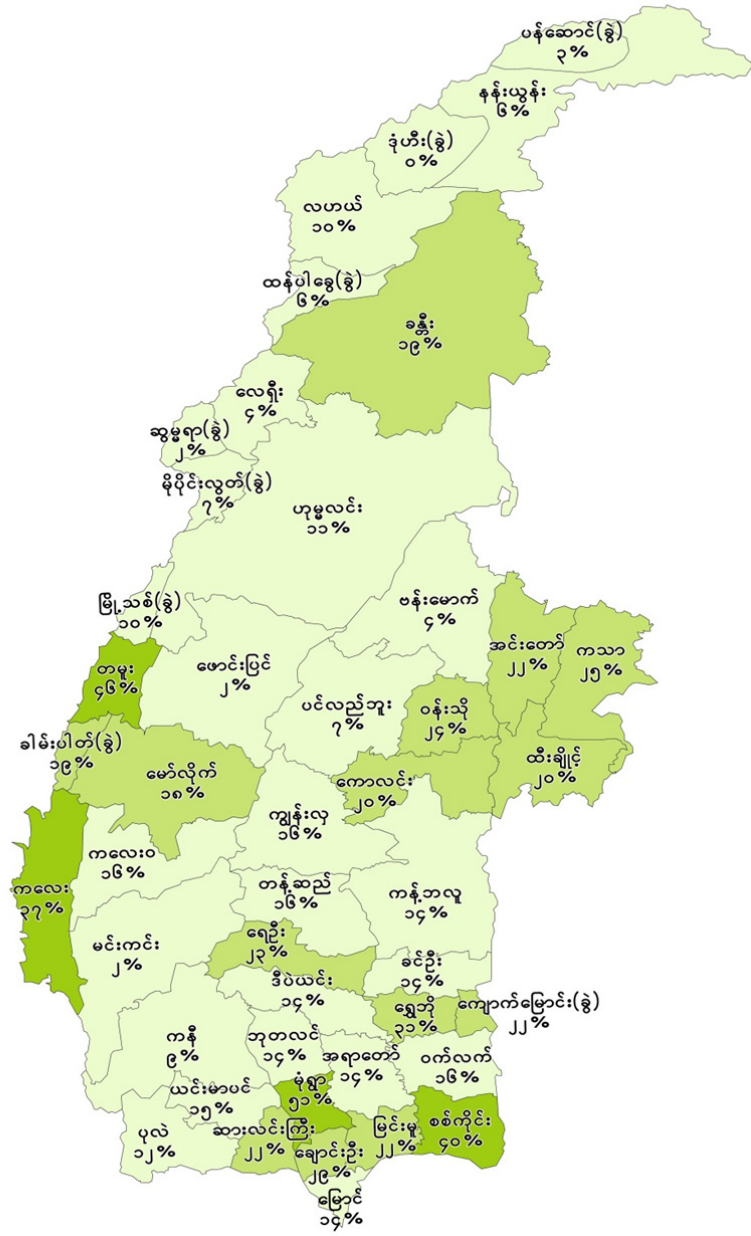 ပန်ဆောင်(ခွဲ)
၃%
နန်းယွန်း
၆%
ဒုံဟီး(ခွဲ)
၀%
လဟယ်
၁၀%
ထန်ပါခွေ(ခွဲ)
၆%
ခန္တီး
၁၉%
လေရှီး
၄%
ဆွမ္မရာ(ခွဲ)
၂%
မိုပိုင်းလွတ်(ခွဲ)
၇%
ဟုမ္မလင်း
၁၁%
မြို့သစ်(ခွဲ)
၁၀%
ဗန်းမောက်
၄%
အင်းတော်
၂၂%
ကသာ
၂၅%
တမူး
၄၆%
ဖောင်းပြင်
၂%
ပင်လည်ဘူး
၇%
ဝန်းသို
၂၄%
ခါမ်းပါတ်(ခွဲ)
၁၉%
မော်လိုက်
၁၈%
ကောလင်း
၂၀%
ထီးချိုင့်
၂၀%
ကျွန်းလှ
၁၆%
ကလေးဝ
၁၆%
ကလေး
၃၇%
တန့်ဆည်
၁၆%
ကန့်ဘလူ
၁၄%
မင်းကင်း
၂%
ရေဦး
၂၃%
ခင်ဦး
၁၄%
ဒီပဲယင်း
၁၄%
ရွှေဘို
၃၁%
ကျောက်မြောင်း(ခွဲ)
၂၂%
ကနီ
၉%
ဘုတလင်
၁၄%
အရာတော်
၁၄%
ဝက်လက်
၁၆%
ယင်းမာပင်
၁၅%
မုံရွာ
၅၁%
ပုလဲ
၁၂%
ဆားလင်းကြီး
၂၂%
ချောင်းဦး
၂၉%
မြင်းမူ
၂၂%
စစ်ကိုင်း
၄၀%
မြောင်
၁၄%